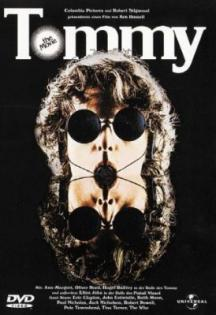 Columbia Pictures und Robert Stigwood
präsentieren einen Film von Ken Russell
Tommy
the Movie
Mit: Ann-Margret, Oliver Reed, Roger Daltrey in der Rolle des Tommy
und außerdem Elton John in der Rolle des Pinball Wizard
Gast Stars: Eric Clapton, John Entwistle, Keith Moon,
Paul Nicholas, Jack Nicholson, Robert Powell,
Pete Townshend, Tina Turner, The Who
DVD
VIDEO
UNIVERSAL